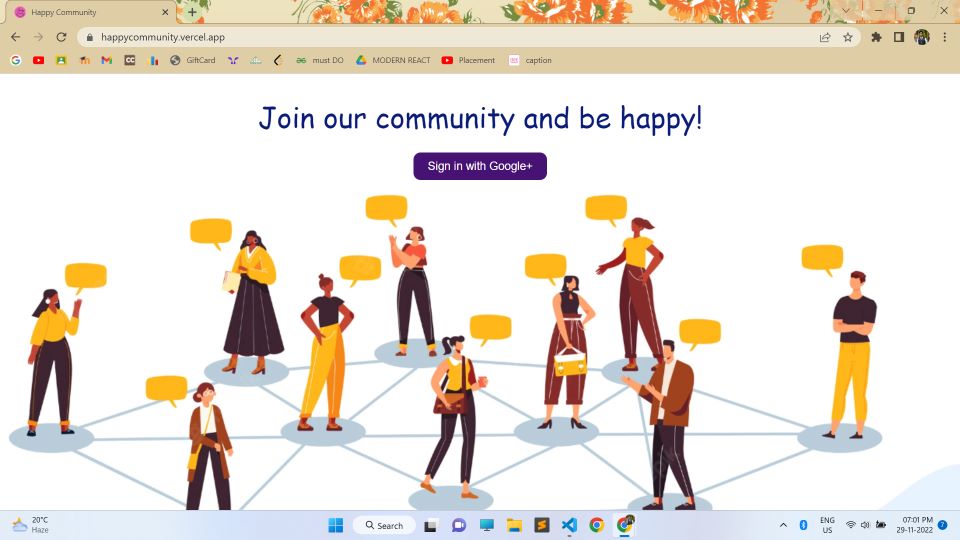 Happy Community
happycommunity.vercel.app
GiftCard
must DO
MODERN REACT
Placement
caption
Join our community and be happy!
Sign in with Google+
20°C
Haze
Search
ENG
US
07:01 PM
29-11-2022
7